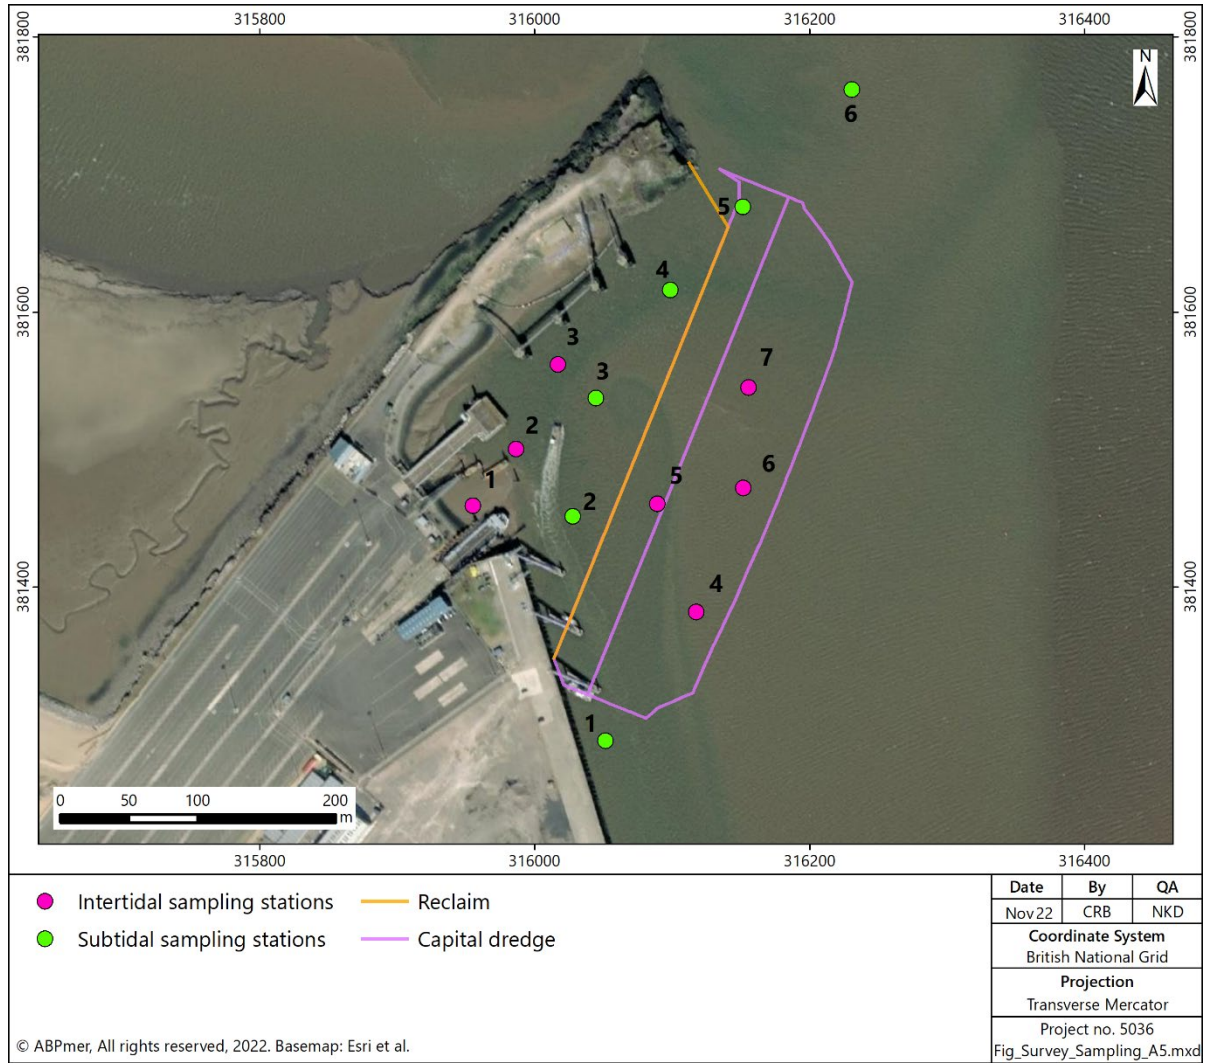 315800 316000 316200 316400
381800 381800
N
6
5
4
381600 381600
3
7
3
2
5 6
1
2
381400 381400
4
1
0 50 100 200
m
315800 316000 316200 316400
Intertidal sampling stations Reclaim
Subtidal sampling stations Capital dredge
Date By QA
Nov 22 CRB NKD
Coordinate System
British National Grid
Projection
Transverse Mercator
Project no. 5036
Fig_Survey_Sampling_A5.mxd
© ABPmer, All rights reserved, 2022. Basemap: Esri et al.